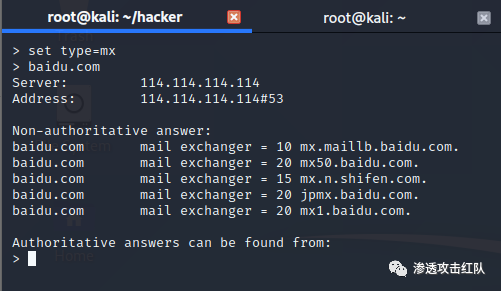 root@kali: ~/hacker
root@kali: ~
> set type=mx
> baidu.com
Server:         114.114.114.114
Address:        114.114.114.114#53
Non-authoritative answer:
baidu.com       mail exchanger = 10 mx.maillb.baidu.com.
baidu.com       mail exchanger = 20 mx50.baidu.com.
baidu.com       mail exchanger = 15 mx.n.shifen.com.
baidu.com       mail exchanger = 20 jpmx.baidu.com.
baidu.com       mail exchanger = 20 mx1.baidu.com.
Authoritative answers can be found from:
>
渗透攻击红队
Home